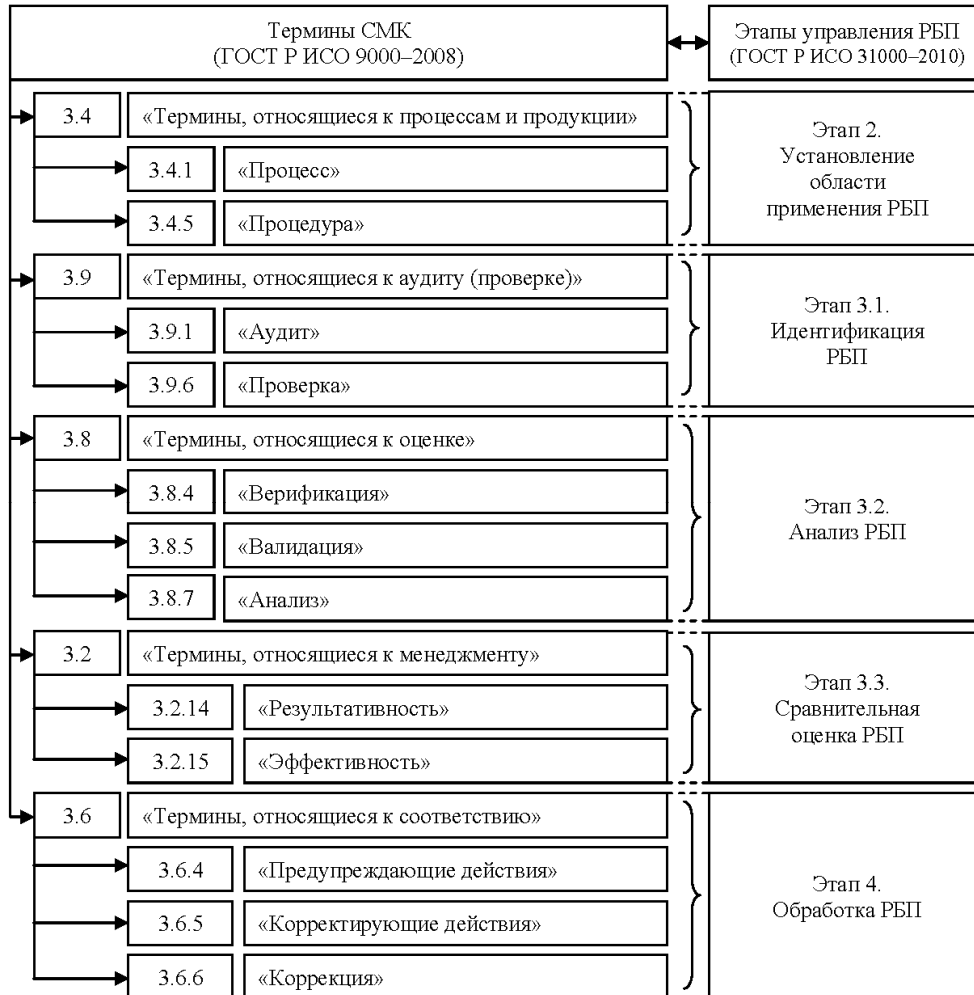 Термины СМК
(ГОСТ Р ИСО 9000–2008)
Этапы управления РБП
(ГОСТ Р ИСО 31000–2010)
3.4
«Термины, относящиеся к процессам и продукции»
3.4.1
«Процесс»
3.4.5
«Процедура»
Этап 2.
Установление
области
применения РБП
3.9
«Термины, относящиеся к аудиту (проверке)»
3.9.1
«Аудит»
3.9.6
«Проверка»
Этап 3.1.
Идентификация
РБП
3.8
«Термины, относящиеся к оценке»
3.8.4
«Верификация»
3.8.5
«Валидация»
3.8.7
«Анализ»
Этап 3.2.
Анализ РБП
3.2
«Термины, относящиеся к менеджменту»
3.2.14
«Результативность»
3.2.15
«Эффективность»
Этап 3.3.
Сравнительная
оценка РБП
3.6
«Термины, относящиеся к соответствию»
3.6.4
«Предупреждающие действия»
3.6.5
«Корректирующие действия»
3.6.6
«Коррекция»
Этап 4.
Обработка РБП